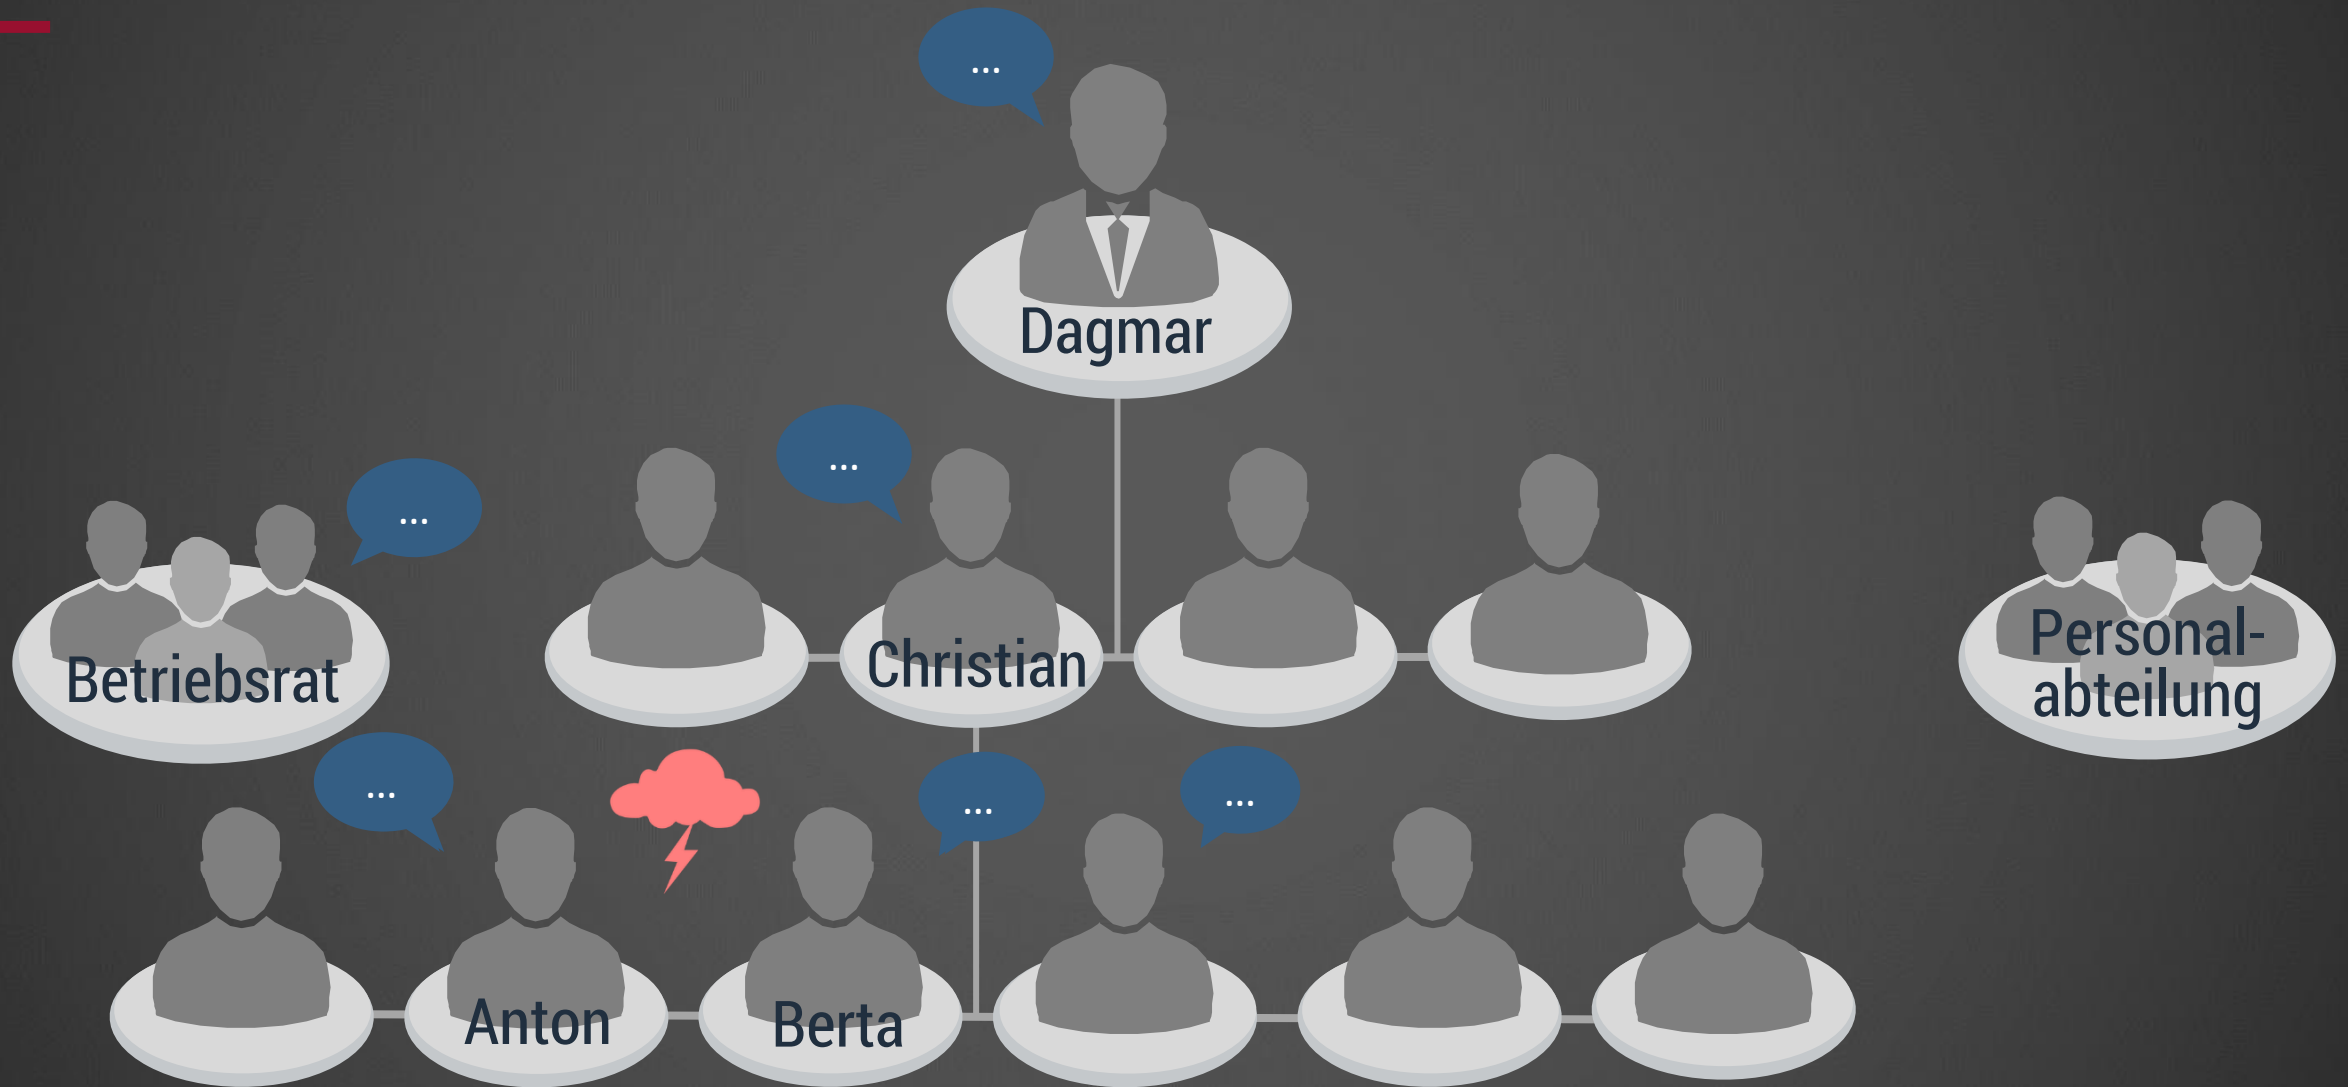 ...
Dagmar
...
...
Christian
Betriebsrat
Personal-
abteilung
...
...
...
Anton
Berta